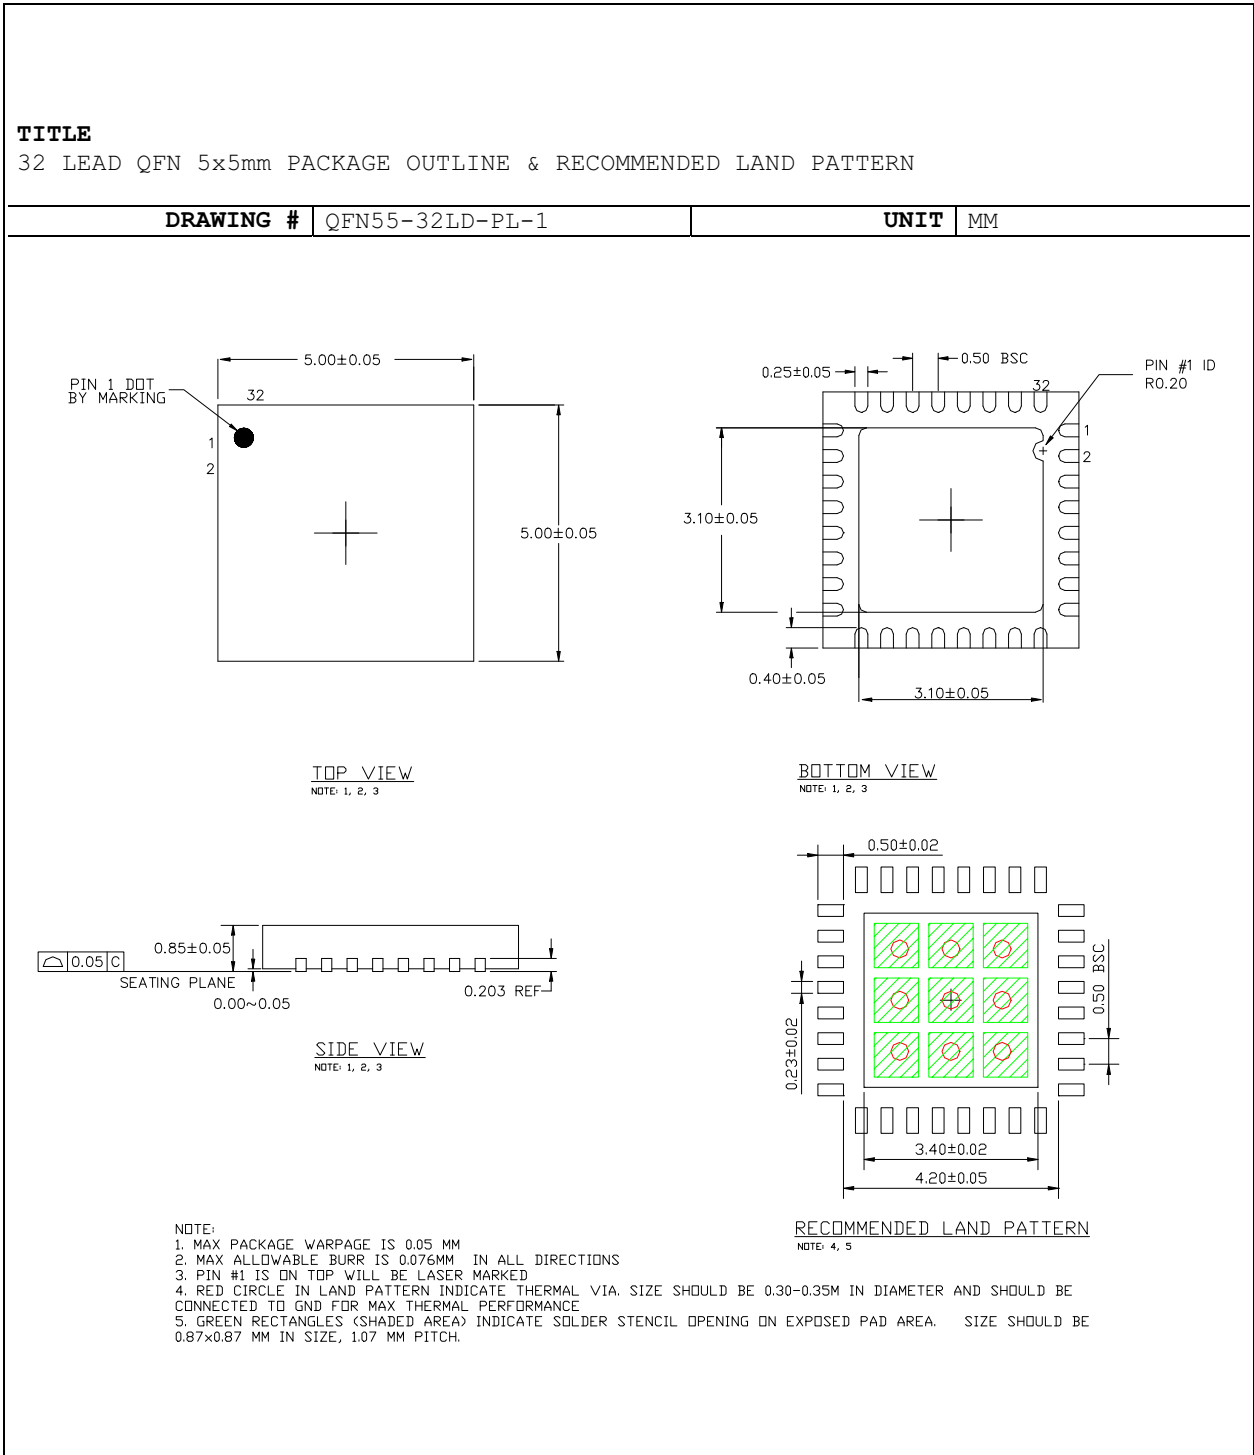 TITLE
32 LEAD QFN 5x5mm PACKAGE OUTLINE & RECOMMENDED LAND PATTERN
DRAWING # QFN55-32LD-PL-1 UNIT MM
5.00±0.05
PIN 1 DOT
BY MARKING
32
1
2
5.00±0.05
TOP VIEW
NOTE: 1, 2, 3
0.50 BSC
0.25±0.05
32
PIN #1 ID
R0.20
1
2
3.10±0.05
0.40±0.05
3.10±0.05
BOTTOM VIEW
NOTE: 1, 2, 3
0.85±0.05
0.05 C
SEATING PLANE
0.00~0.05
0.203 REF
SIDE VIEW
NOTE: 1, 2, 3
0.50±0.02
0.50 BSC
0.23±0.02
3.40±0.02
4.20±0.05
RECOMMENDED LAND PATTERN
NOTE: 4, 5
NOTE:
1. MAX PACKAGE WARPAGE IS 0.05 MM
2. MAX ALLOWABLE BURR IS 0.076MM IN ALL DIRECTIONS
3. PIN #1 IS ON TOP WILL BE LASER MARKED
4. RED CIRCLE IN LAND PATTERN INDICATE THERMAL VIA. SIZE SHOULD BE 0.30-0.35M IN DIAMETER AND SHOULD BE
CONNECTED TO GND FOR MAX THERMAL PERFORMANCE
5. GREEN RECTANGLES (SHADED AREA) INDICATE SOLDER STENCIL OPENING ON EXPOSED PAD AREA. SIZE SHOULD BE
0.87x0.87 MM IN SIZE, 1.07 MM PITCH.